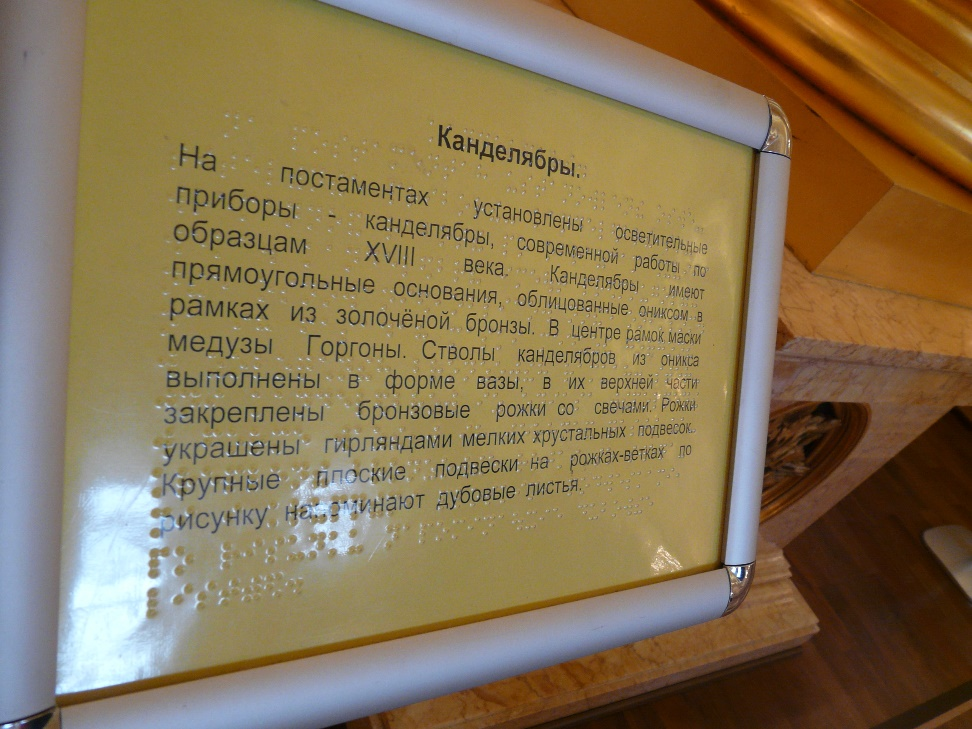 Канделябры.
На постаментах установлены осветительные
приборы - канделябры, современной работы по
образцам XVIII века. Канделябры имеют
прямоугольные основания, облицованные ониксом в
рамках из золочёной бронзы. В центре рамок маски
медузы Горгоны. Стволы канделябров из оникса
выполнены в форме вазы, в их верхней части
закреплены бронзовые рожки со свечами. Рожки
украшены гирляндами мелких хрустальных подвесок.
Крупные плоские подвески на рожках-ветках по
рисунку напоминают дубовые листья.